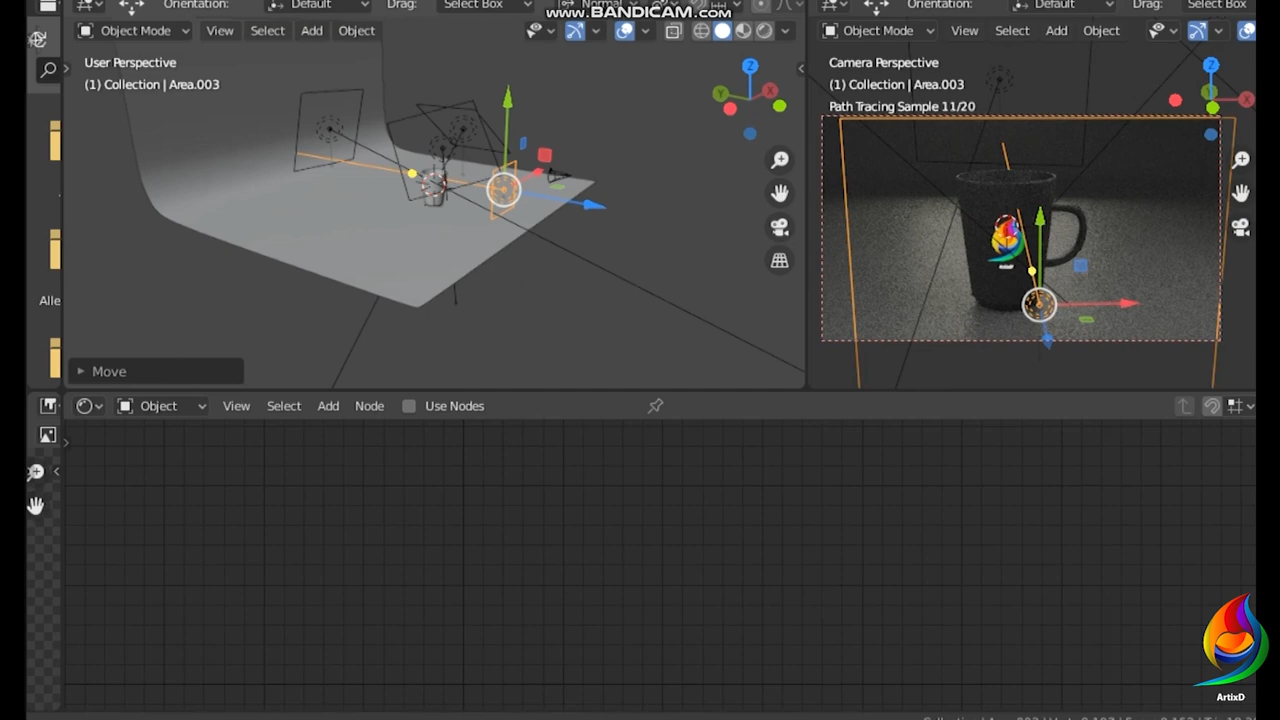 Orientation: Default Drag: Select Box
www.BANDICAM.com
Normal
Orientation: Default Drag: Select Box
Object Mode View Select Add Object
Object Mode View Select Add Object
User Perspective
(1) Collection | Area.003
Camera Perspective
(1) Collection | Area.003
Path Tracing Sample 11/20
Z
Y
X
Z
Y
X
ArtixD
Alle
Move
Object View Select Add Node Use Nodes
ArtixD